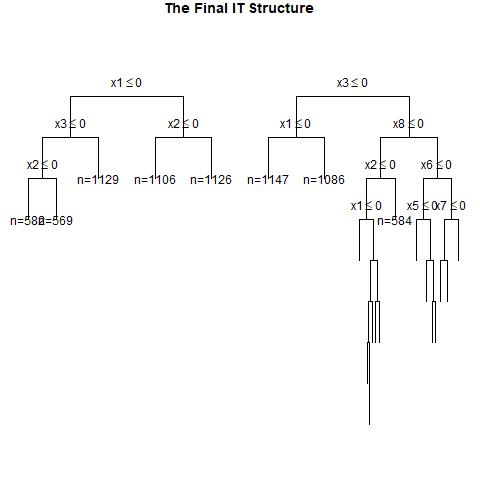 The Final IT Structure
x1 ≤ 0
x3 ≤ 0
x3 ≤ 0
x2 ≤ 0
x1 ≤ 0
x8 ≤ 0
x2 ≤ 0
n=1129
n=1106
n=1126
n=1147
n=1086
x2 ≤ 0
x6 ≤ 0
n=569
x1 ≤ 0
n=584
x5 ≤ 0
x7 ≤ 0